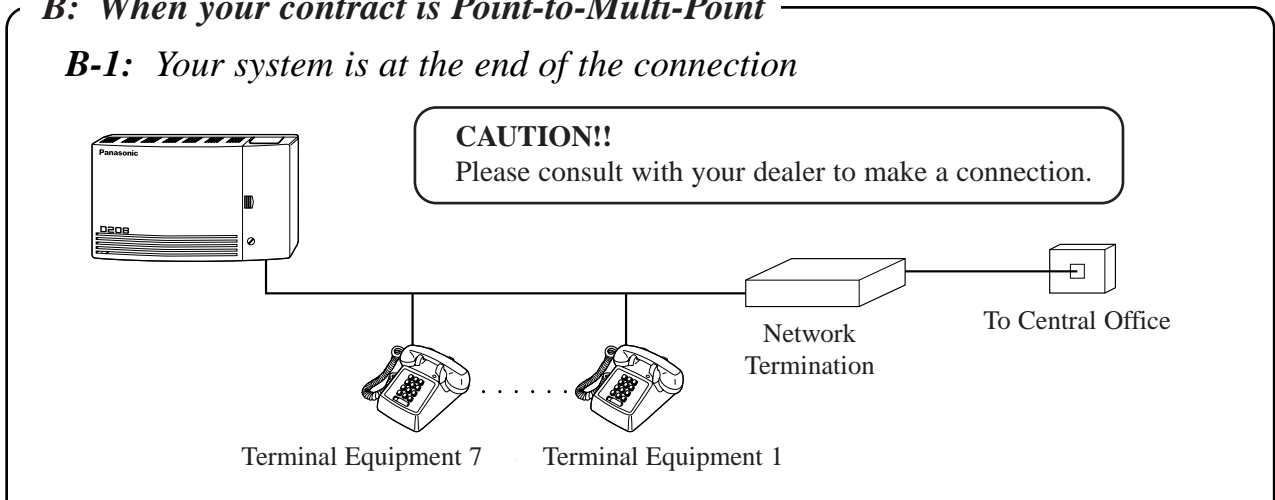 B: When your contract is Point-to-Multi-Point
B-1: Your system is at the end of the connection
CAUTION!!
Please consult with your dealer to make a connection.
Panasonic
D208
To Central Office
Network
Termination
Terminal Equipment 7
Terminal Equipment 1